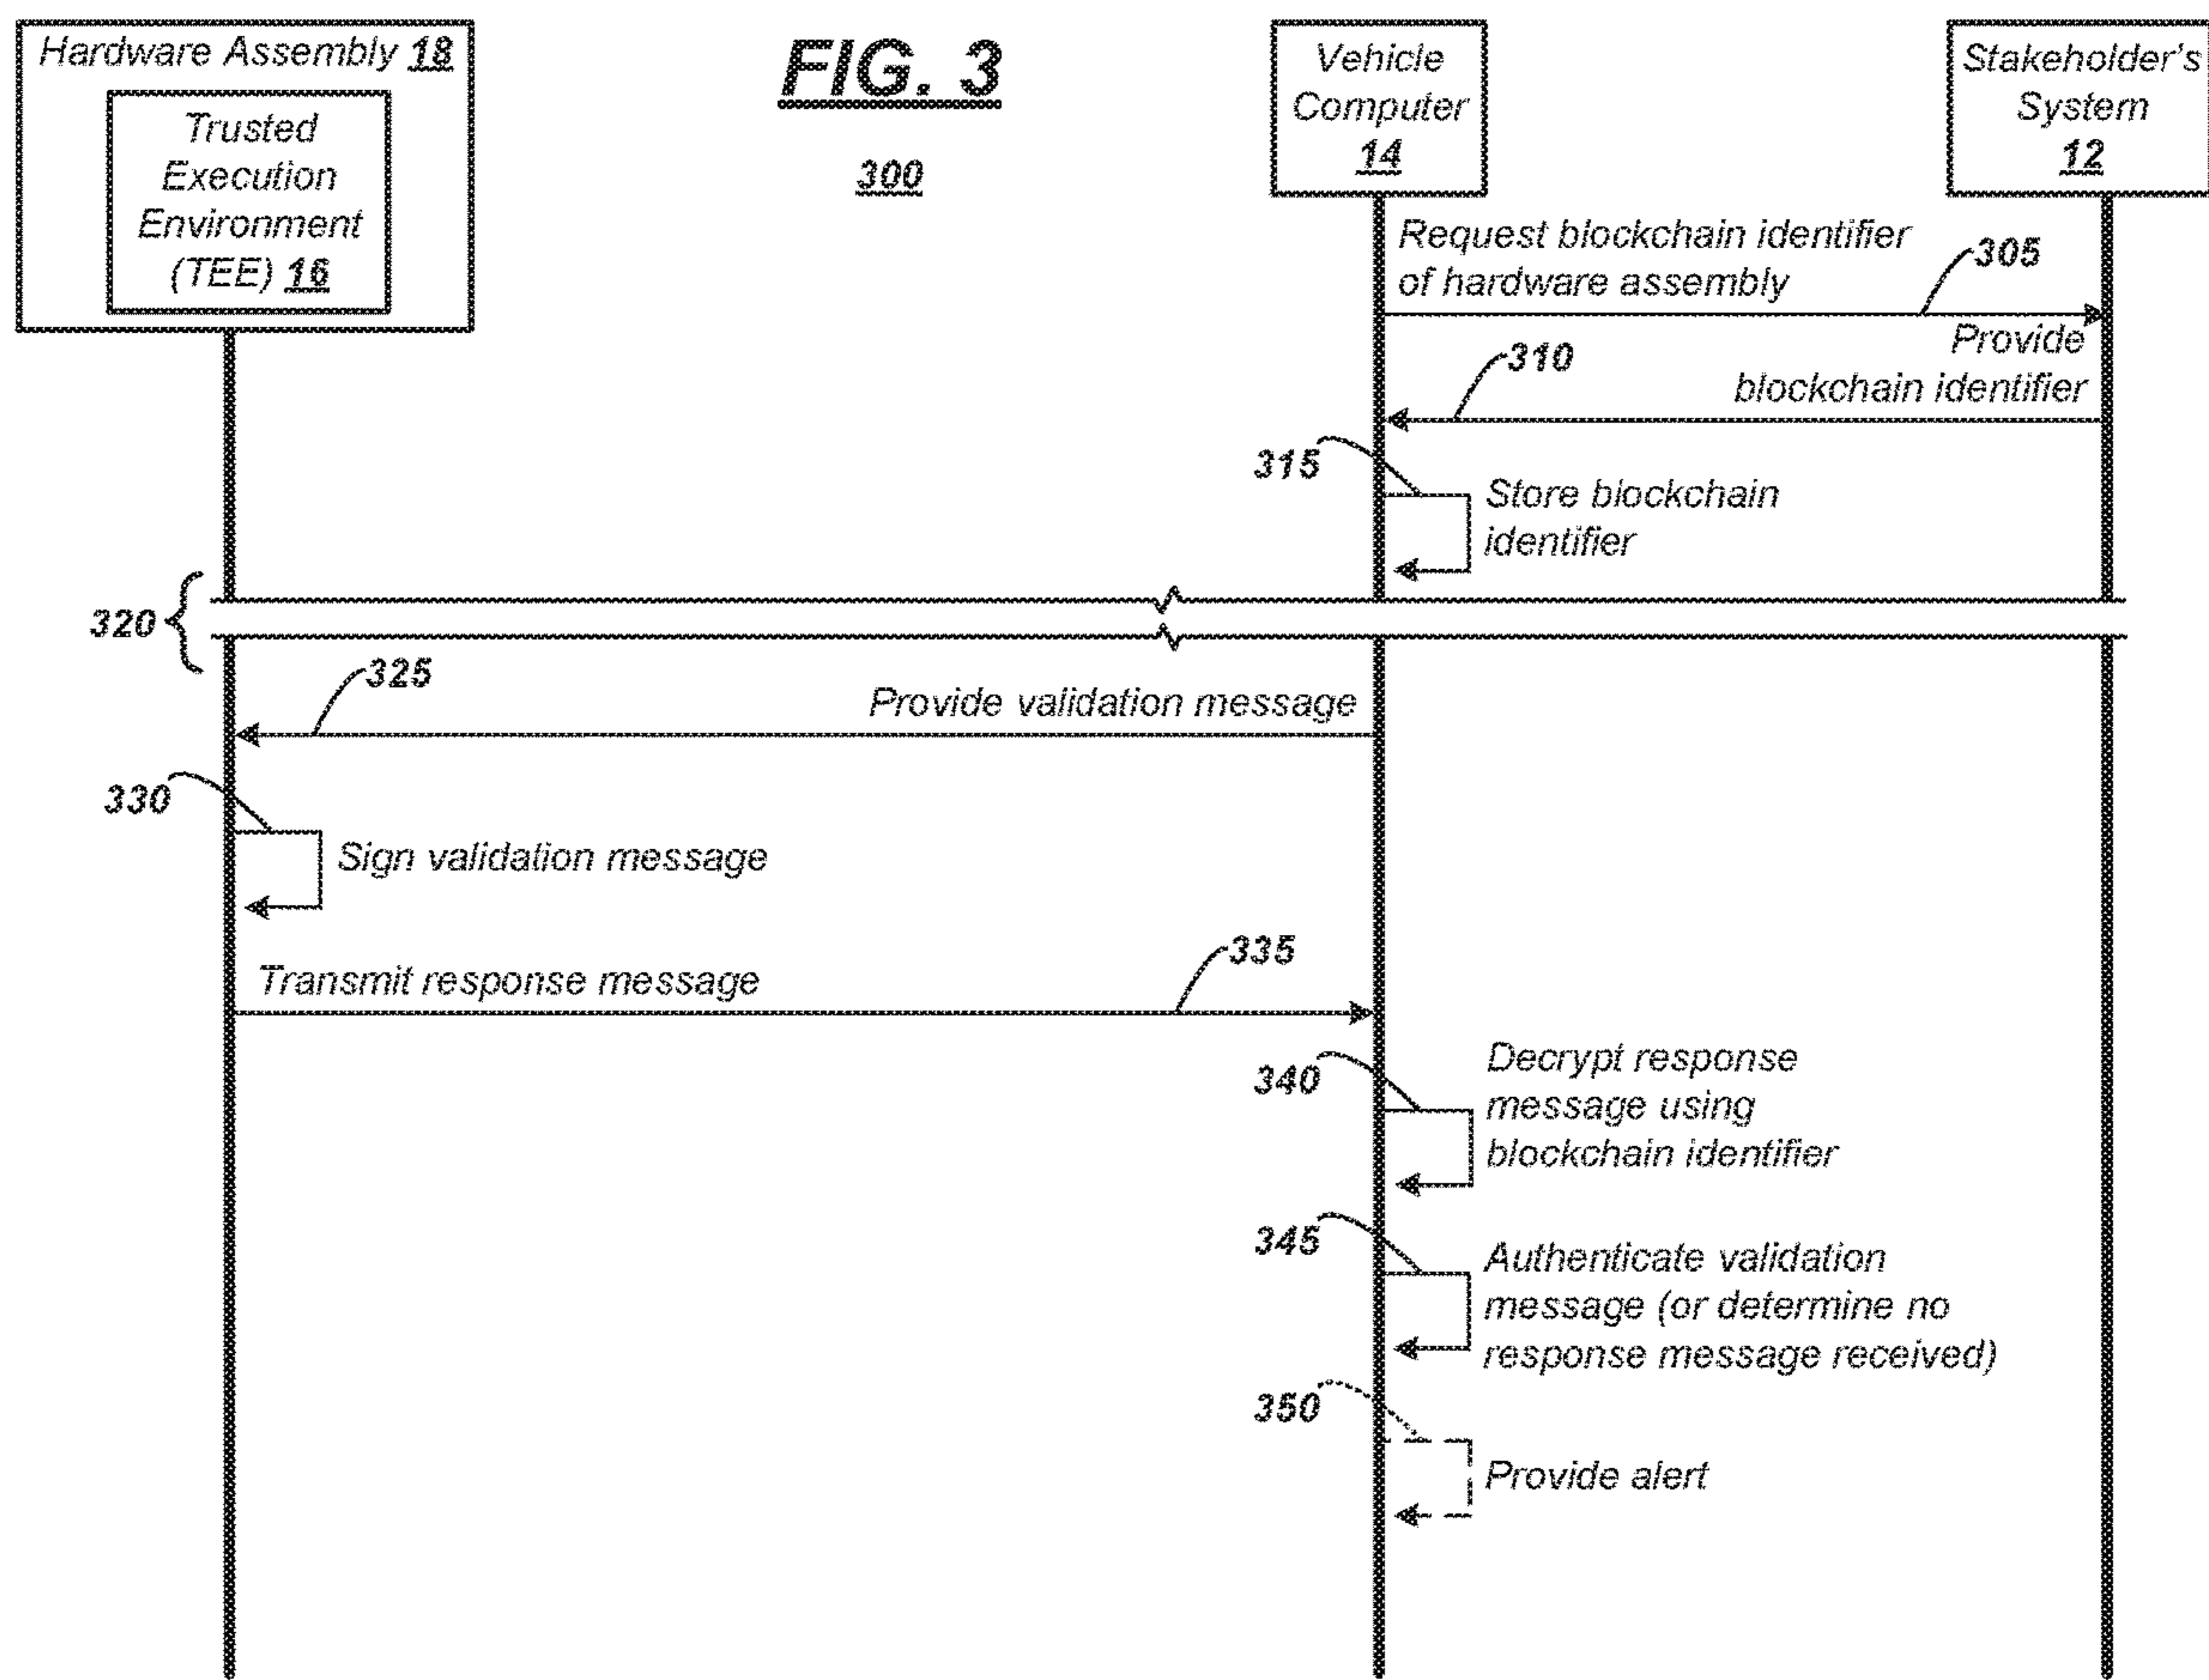 Hardware Assembly 18
Trusted
Execution
Environment
(TEE) 16
FIG. 3
300
Vehicle
Computer
14
Stakeholder's
System
12
Request blockchain identifier
of hardware assembly
305
Provide
blockchain identifier
310
315
Store blockchain
identifier
320
325
Provide validation message
330
Sign validation message
335
Transmit response message
340
Decrypt response
message using
blockchain identifier
345
Authenticate validation
message (or determine no
response message received)
350
Provide alert